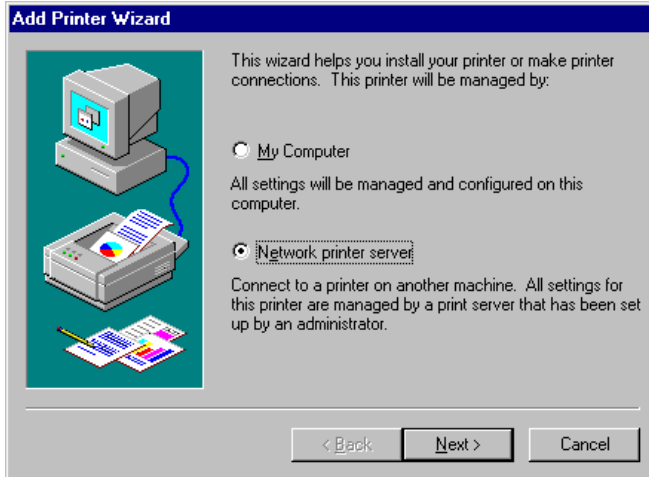 Add Printer Wizard
This wizard helps you install your printer or make printer
connections. This printer will be managed by:
My Computer
All settings will be managed and configured on this
computer.
Network printer server
Connect to a printer on another machine. All settings for
this printer are managed by a print server that has been set
up by an administrator.
< Back
Next >
Cancel